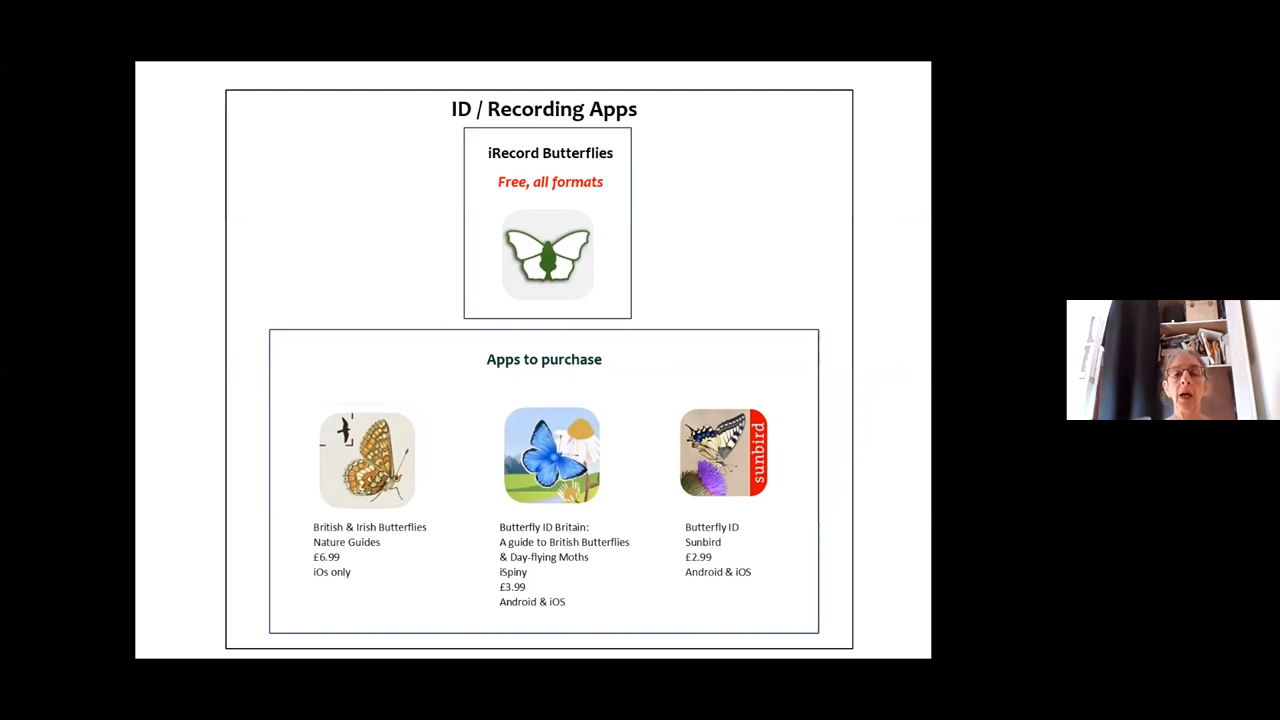 ID / Recording Apps
iRecord Butterflies
Free, all formats
Apps to purchase
sunbird
British & Irish Butterflies
Nature Guides
£6.99
iOs only
Butterfly ID Britain:
A guide to British Butterflies
& Day-flying Moths
iSpiny
£3.99
Android & iOS
Butterfly ID
Sunbird
£2.99
Android & iOS